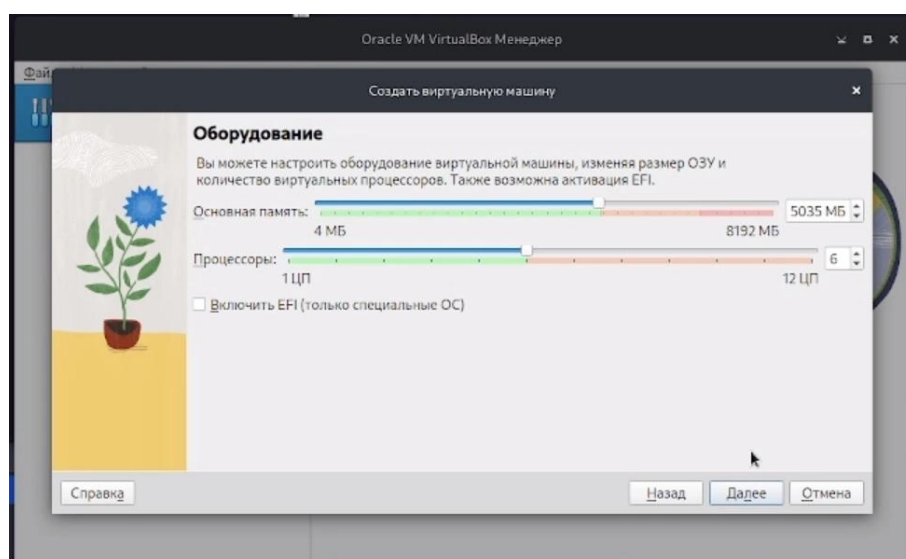 Oracle VM VirtualBox Менеджер
Фай
Создать виртуальную машину
Оборудование
Вы можете настроить оборудование виртуальной машины, изменяя размер ОЗУ и
количество виртуальных процессоров. Также возможна активация EFI.
Основная память:
5035 МБ
4 МБ
8192 МБ
Процессоры:
6
1 ЦП
12 ЦП
Включить EFI (только специальные ОС)
Справка
Назад
Далее
Отмена